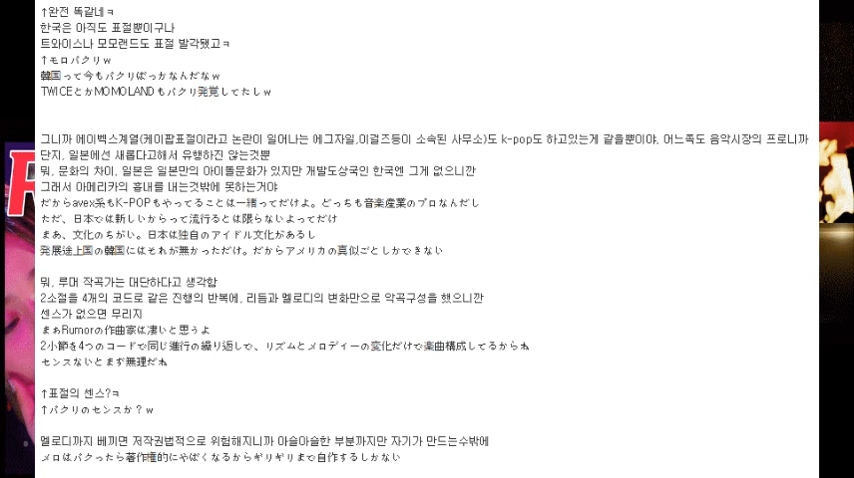 ↑완전 똑같네ㅋ
한국은 아직도 표절뿐이구나
트와이스나 모모랜드도 표절 발각됐고ㅋ
↑モロパクリｗ
韓国って今もパクリばっかなんだなｗ
TWICEとかMOMOLANDもパクリ発覚してたしｗ
그니까 에이벡스계열(케이팝표절이라고 논란이 일어나는 에그자일,이걸즈등이 소속된 사무소)도 k-pop도 하고있는게 같을뿐이야, 어느쪽도 음악시장의 프로니까
단지, 일본에선 새롭다고해서 유행하진 않는것뿐
뭐, 문화의 차이, 일본은 일본만의 아이돌문화가 있지만 개발도상국인 한국엔 그게 없으니깐
그래서 아메리카의 흉내를 내는것밖에 못하는거야
だからavex系もK-POPもやってることは一緒ってだけよ。どっちも音楽産業のプロなんだし
ただ、日本では新しいからって流行るとは限らないよってだけ
まあ、文化のちがい。日本は独自のアイドル文化があるし
発展途上国の韓国にはそれが無かっただけ。だからアメリカの真似ごとしかできない
뭐, 루머 작곡가는 대단하다고 생각함
2소절을 4개의 코드로 같은 진행의 반복에, 리듬과 멜로디의 변화만으로 악곡구성을 했으니깐
센스가 없으면 무리지
まぁRumorの作曲家は凄いと思うよ
2小節を4つのコードで同じ進行の繰り返しで、リズムとメロディーの変化だけで楽曲構成してるからね
センスないとまず無理だね
↑표절의 센스?ㅋ
↑パクリのセンスか？ｗ
멜로디까지 베끼면 저작권법적으로 위험해지니까 아슬아슬한 부분까지만 자기가 만드는수밖에
メロはパクったら著作権的にやばくなるからギリギリまで自作するしかない